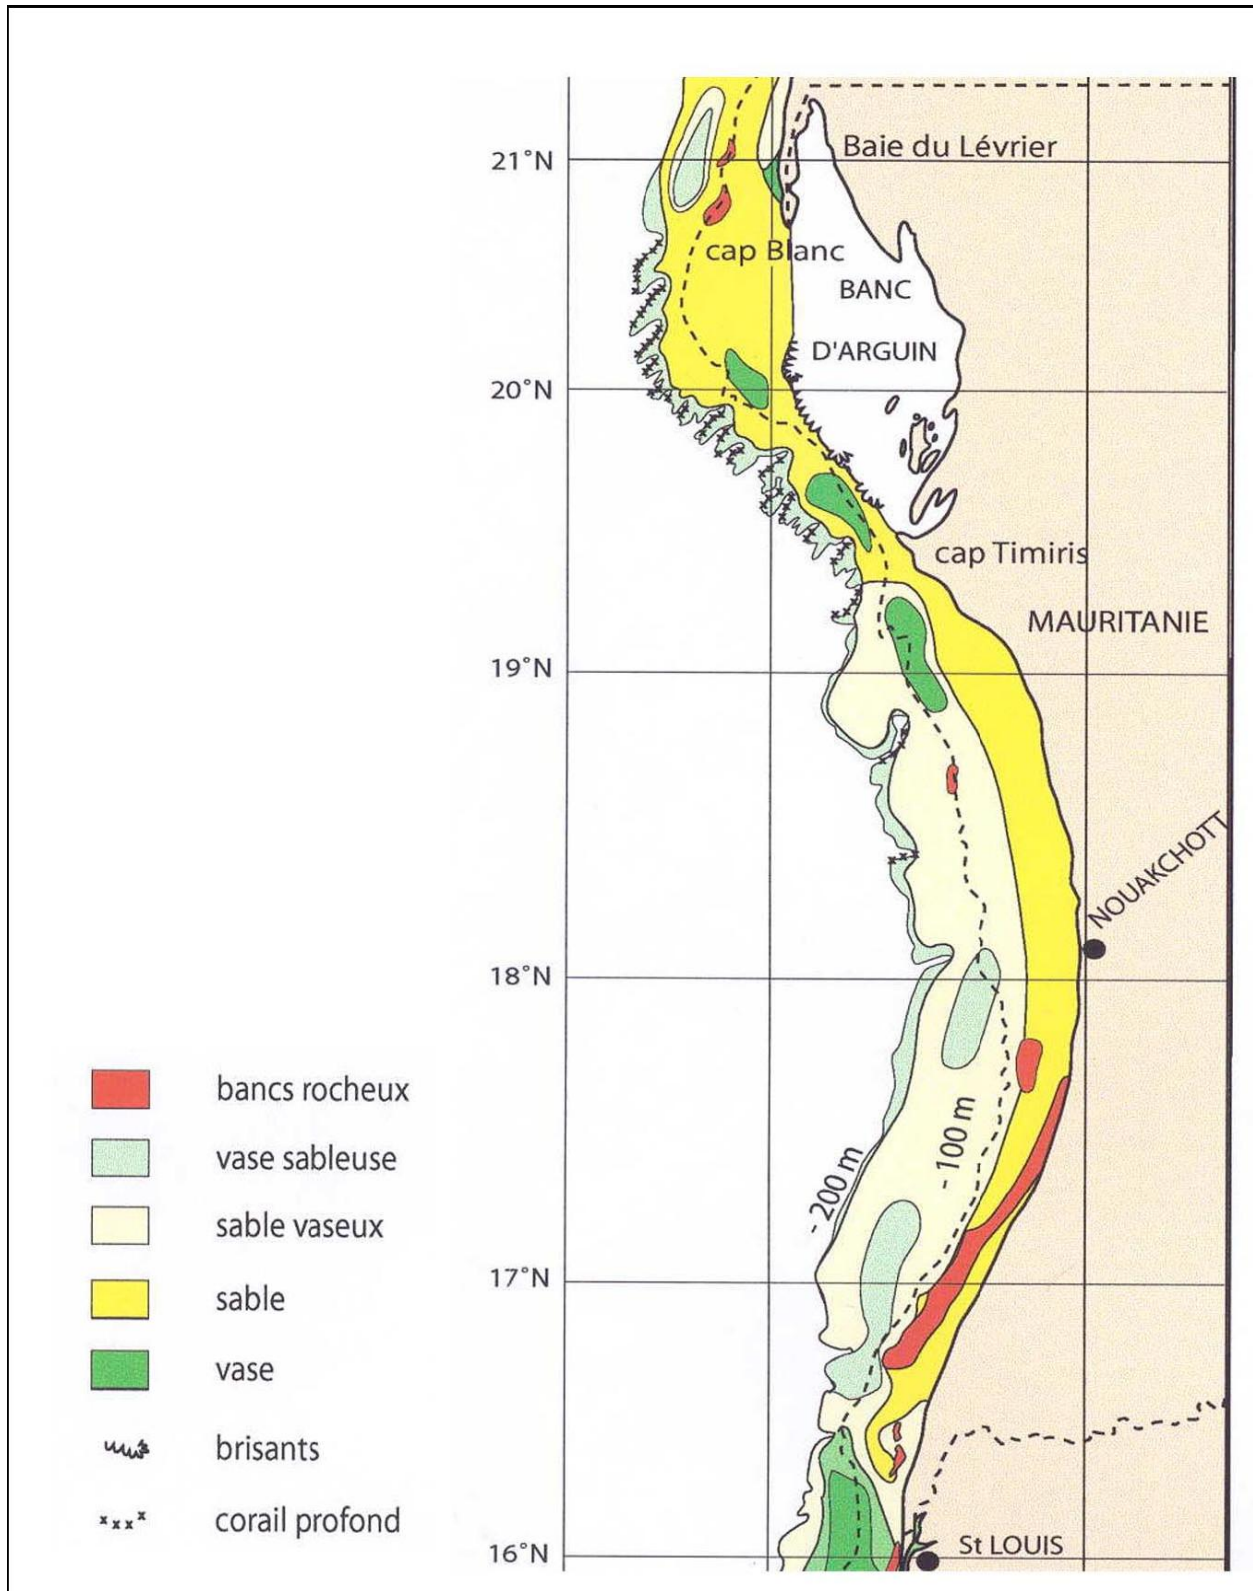 21°N
Baie du Lévrier
cap Blanc
BANC
D'ARGUIN
20°N
cap Timiris
MAURITANIE
19°N
NOUAKCHOTT
18°N
bancs rocheux
vase sableuse
-100 m
-200 m
sable vaseux
17°N
sable
vase
brisants
corail profond
16°N
St LOUIS